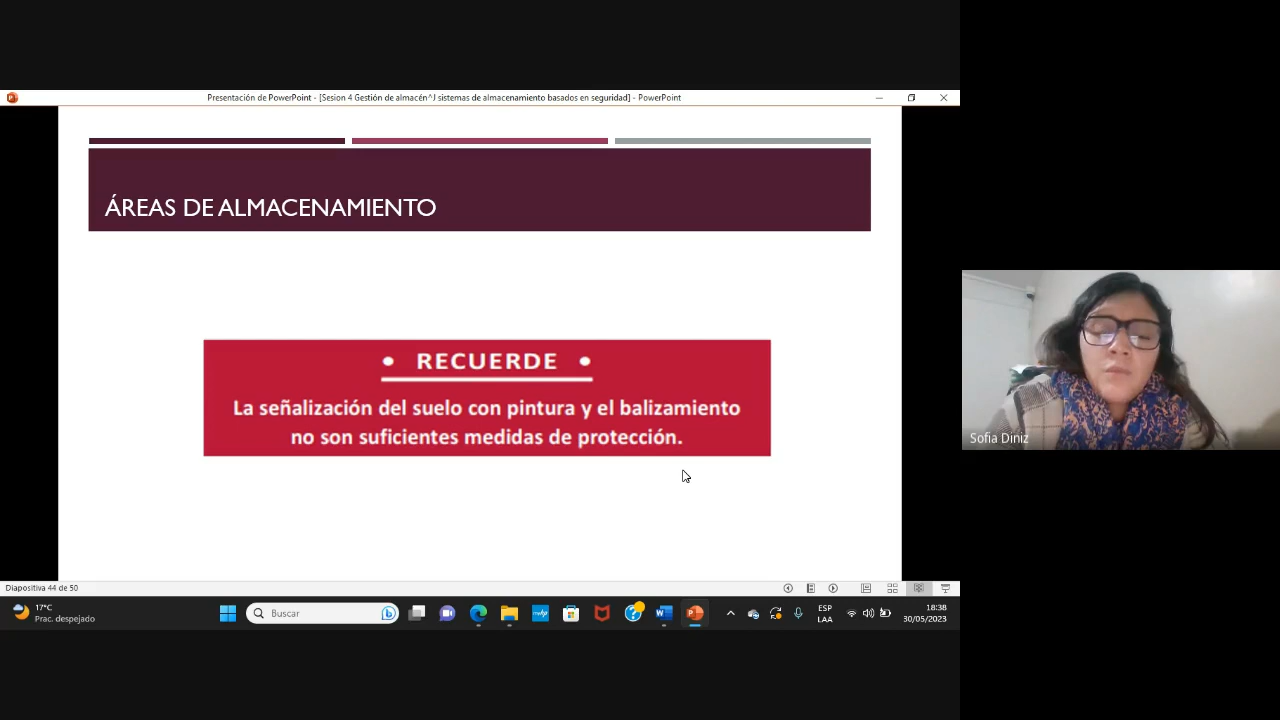 Presentación de PowerPoint - [Sesion 4 Gestión de almacén^J sistemas de almacenamiento basados en seguridad] - PowerPoint
ÁREAS DE ALMACENAMIENTO
• RECUERDE •
La señalización del suelo con pintura y el balizamiento
no son suficientes medidas de protección.
Sofia Diniz
Diapositiva 44 de 50
17°C
Parc. despejado
Buscar
ESP
LAA
18:38
30/05/2023